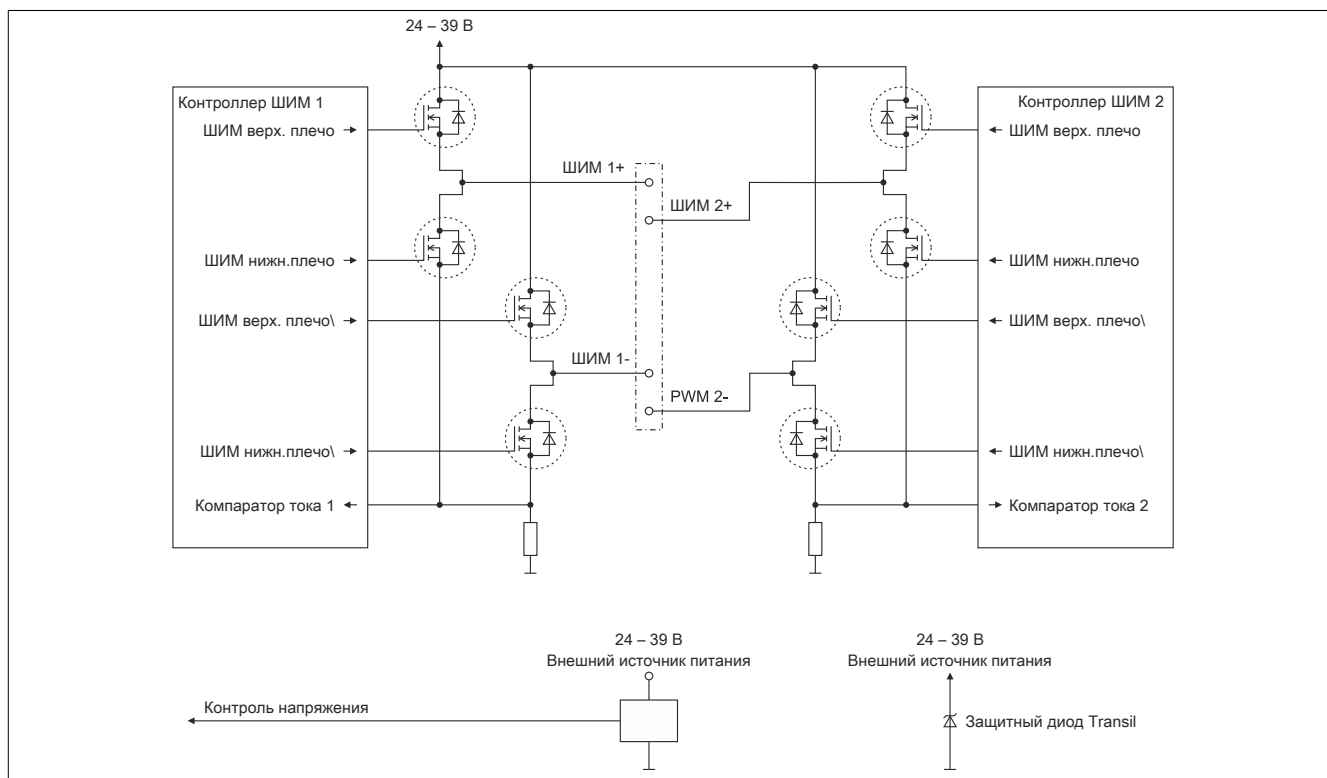 24 – 39 В
Контроллер ШИМ 1
Контроллер ШИМ 2
ШИМ верх. плечо
ШИМ верх. плечо
ШИМ 1+
ШИМ 2+
ШИМ нижн.плечо
ШИМ нижн.плечо
ШИМ верх. плечо\
ШИМ верх. плечо\
ШИМ 1-
PWM 2-
ШИМ нижн.плечо\
ШИМ нижн.плечо\
Компаратор тока 1
Компаратор тока 2
24 – 39 В
Внешний источник питания
24 – 39 В
Внешний источник питания
Контроль напряжения
Защитный диод Transil